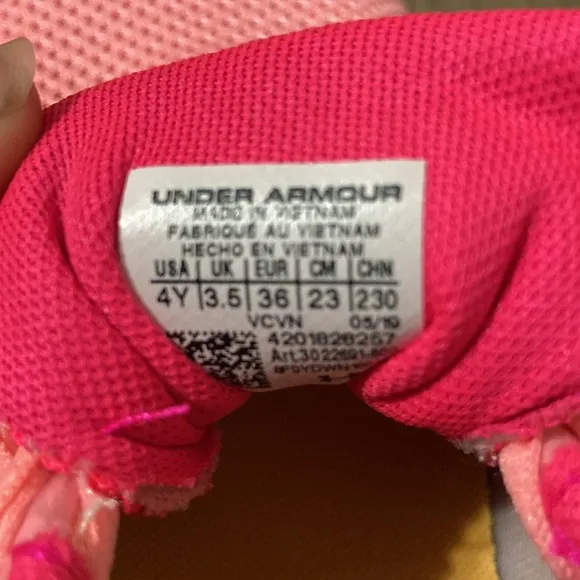 UNDER ARMOUR
MADE IN VIETNAM
FABRIQUÉ AU VIETNAM
HECHO EN VIETNAM
USA | UK | EUR | CM | CHN
4Y | 3.5 | 36 | 23 | 230
VCVN 05/19
4201828257